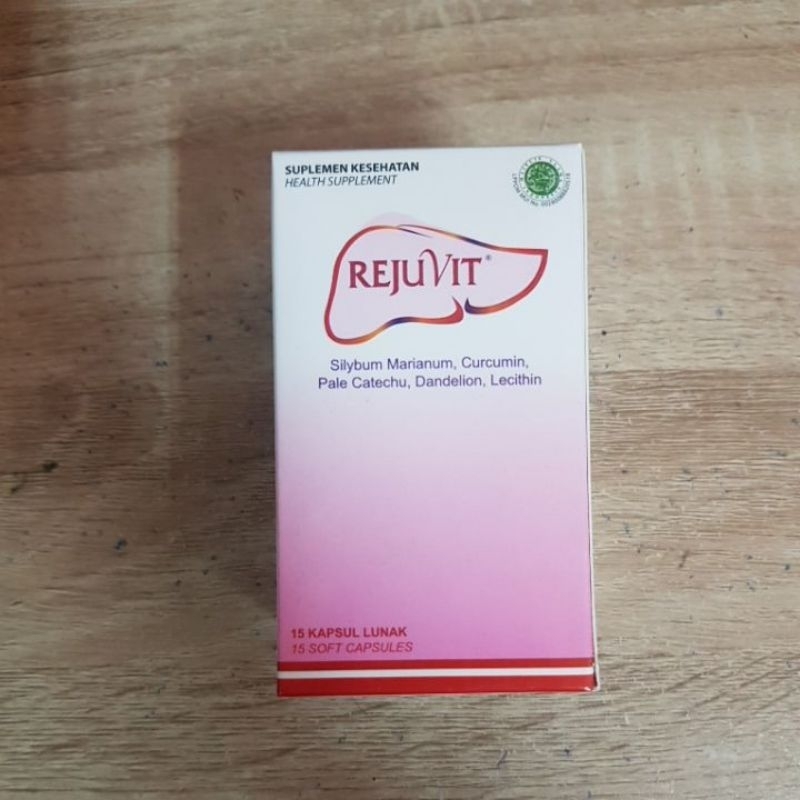 SUPLEMEN KESEHATAN
HEALTH SUPPLEMENT
REJUVIT®
Silybum Marianum, Curcumin,
Pale Catechu, Dandelion, Lecithin
15 KAPSUL LUNAK
15 SOFT CAPSULES